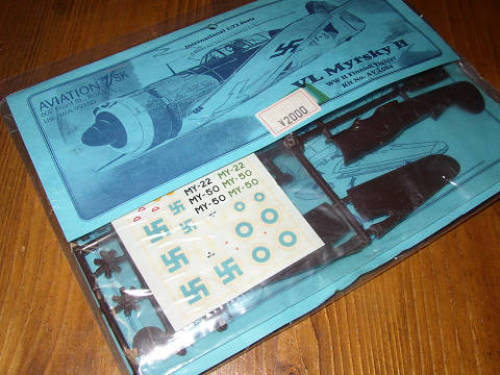 International 1/72 Scale
AVIATION USK
VL Myrsky II
WW II Finnish Fighter
¥2000
MY-22
MY-22
MY-50
MY-50
MY-50
MY-50